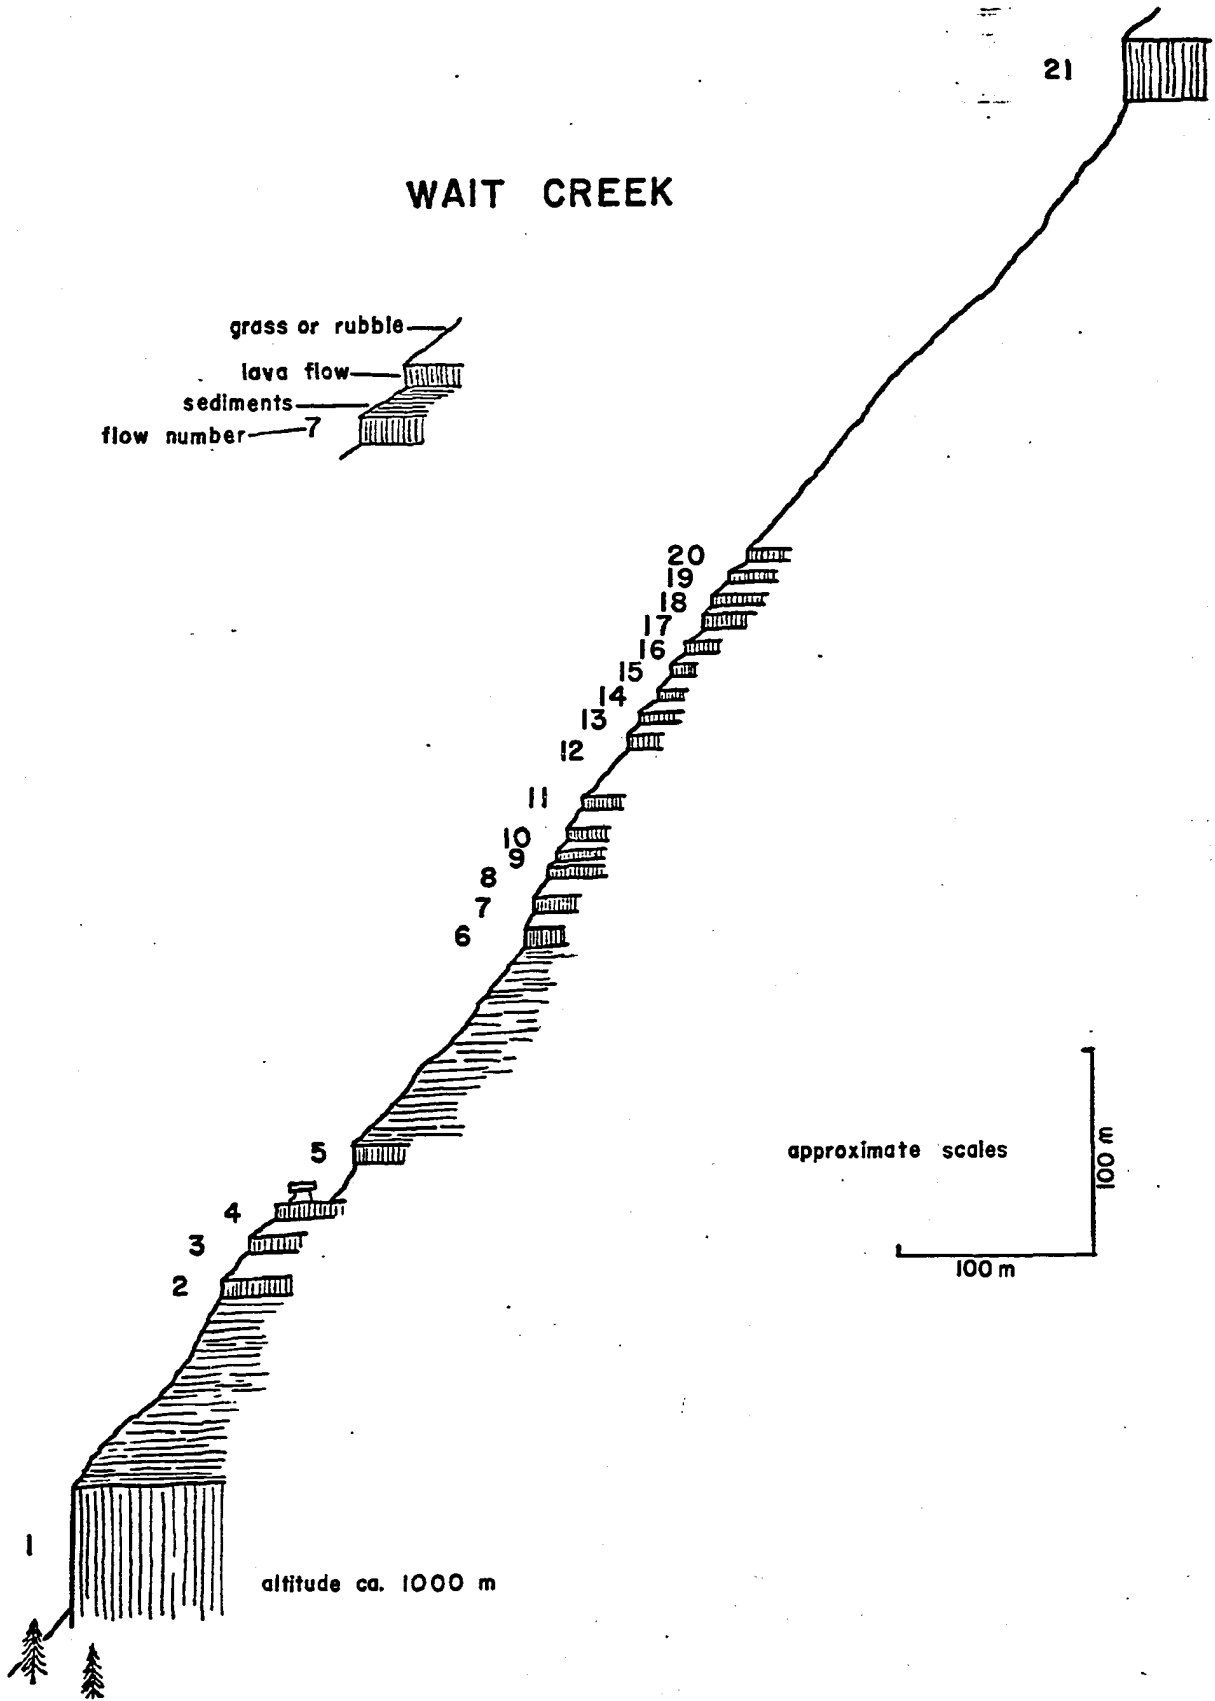 21
WAIT CREEK
grass or rubble
lava flow
sediments
flow number 7
20
19
18
17
16
15
14
13
12
11
10
9
8
7
6
5
approximate scales
100 m
4
3
100 m
2
1
altitude ca. 1000 m